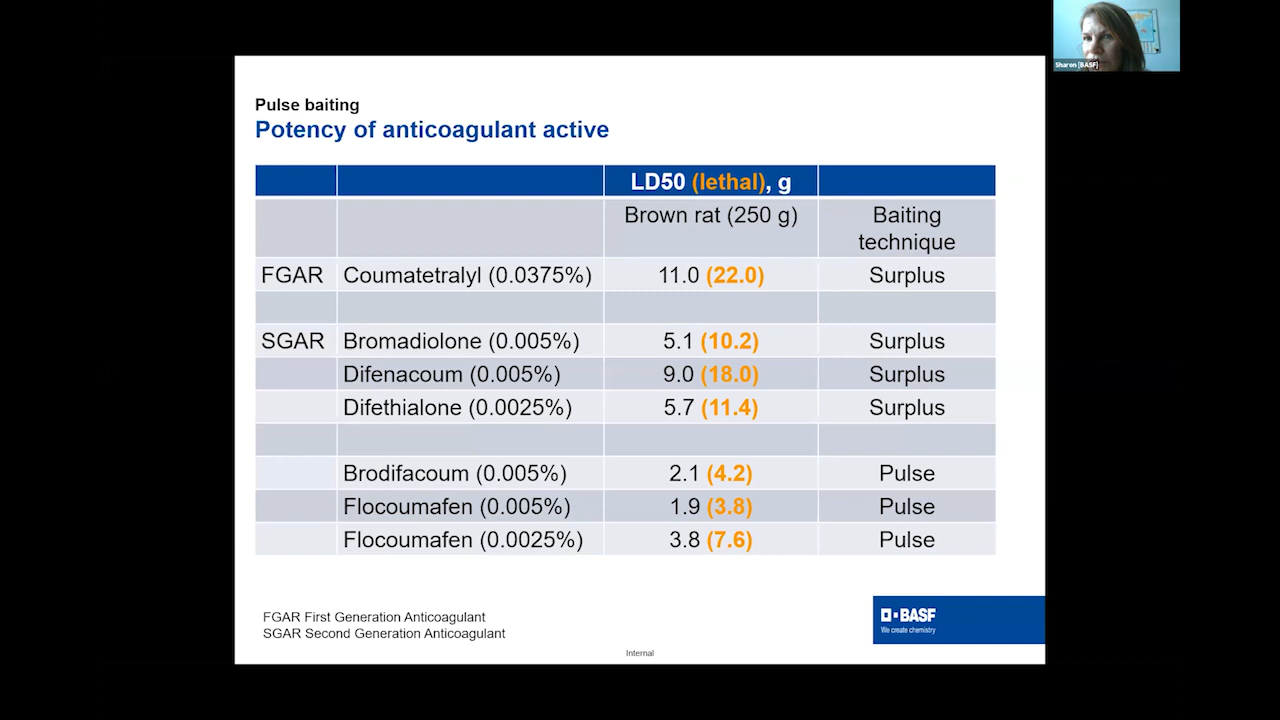 Sharon [BASF]
Pulse baiting
Potency of anticoagulant active
LD50 (lethal), g
Brown rat (250 g) Baiting
technique
FGAR Coumatetralyl (0.0375%) 11.0 (22.0) Surplus
SGAR Bromadiolone (0.005%) 5.1 (10.2) Surplus
Difenacoum (0.005%) 9.0 (18.0) Surplus
Difethialone (0.0025%) 5.7 (11.4) Surplus
Brodifacoum (0.005%) 2.1 (4.2) Pulse
Flocoumafen (0.005%) 1.9 (3.8) Pulse
Flocoumafen (0.0025%) 3.8 (7.6) Pulse
FGAR First Generation Anticoagulant
SGAR Second Generation Anticoagulant
BASF
We create chemistry
Internal